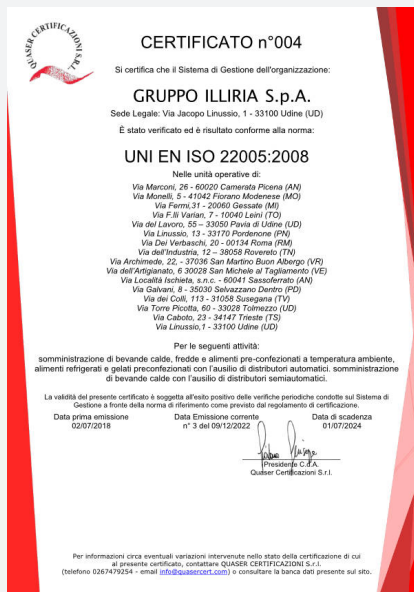 QUASER CERTIFICAZIONI S.R.L.
CERTIFICATO n°004
Si certifica che il Sistema di Gestione dell'organizzazione:
GRUPPO ILLIRIA S.p.A.
Sede Legale: Via Jacopo Linussio, 1 - 33100 Udine (UD)
È stato verificato ed è risultato conforme alla norma:
UNI EN ISO 22005:2008
Nelle unità operative di:
Via Marconi, 26 - 60020 Camerata Picena (AN)
Via Monelli, 5 - 41042 Fiorano Modenese (MO)
Via Fermi,31 - 20060 Gessate (MI)
Via F.lli Varian, 7 - 10040 Leinì (TO)
Via del Lavoro, 55 – 33050 Pavia di Udine (UD)
Via Linussio, 13 - 33170 Pordenone (PN)
Via Dei Verbaschi, 20 - 00134 Roma (RM)
Via dell'Industria, 12 – 38058 Rovereto (TN)
Via Archimede, 22, - 37036 San Martino Buon Albergo (VR)
Via dell'Artigianato, 6 30028 San Michele al Tagliamento (VE)
Via Località Ischieta, s.n.c. - 60041 Sassoferrato (AN)
Via Galvani, 8 - 35030 Selvazzano Dentro (PD)
Via dei Colli, 113 - 31058 Susegana (TV)
Via Torre Picotta, 60 - 33028 Tolmezzo (UD)
Via Caboto, 23 - 34147 Trieste (TS)
Via Linussio,1 - 33100 Udine (UD)
Per le seguenti attività:
somministrazione di bevande calde, fredde e alimenti pre-confezionati a temperatura ambiente,
alimenti refrigerati e gelati preconfezionati con l'ausilio di distributori automatici. somministrazione
di bevande calde con l'ausilio di distributori semiautomatici.
La validità del presente certificato è soggetta all'esito positivo delle verifiche periodiche condotte sul Sistema di
Gestione a fronte della norma di riferimento come previsto dal regolamento di certificazione.
Data prima emissione Data Emissione corrente Data di scadenza
02/07/2018 n° 3 del 09/12/2022 01/07/2024
Presidente C.d.A.
Quaser Certificazioni S.r.l.
Per informazioni circa eventuali variazioni intervenute nello stato della certificazione di cui
al presente certificato, contattare QUASER CERTIFICAZIONI S.r.l.
(telefono 0267479254 - email info@quasercert.com) o consultare la banca dati presente sul sito.